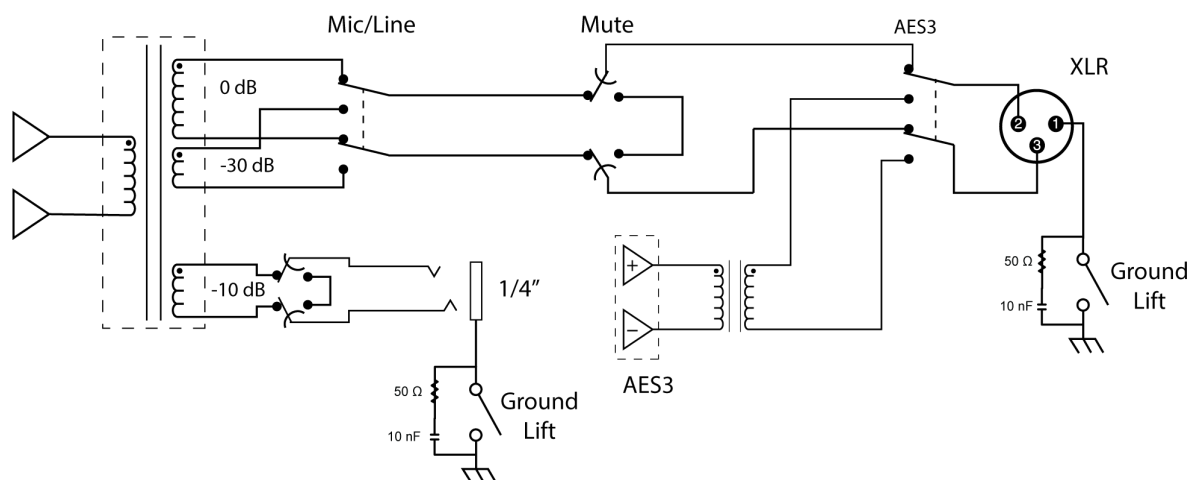 Mic/Line
Mute
AES3
XLR
0 dB
-30 dB
2
1
3
-10 dB
1/4”
+
−
AES3
50 Ω
10 nF
Ground
Lift
50 Ω
10 nF
Ground
Lift